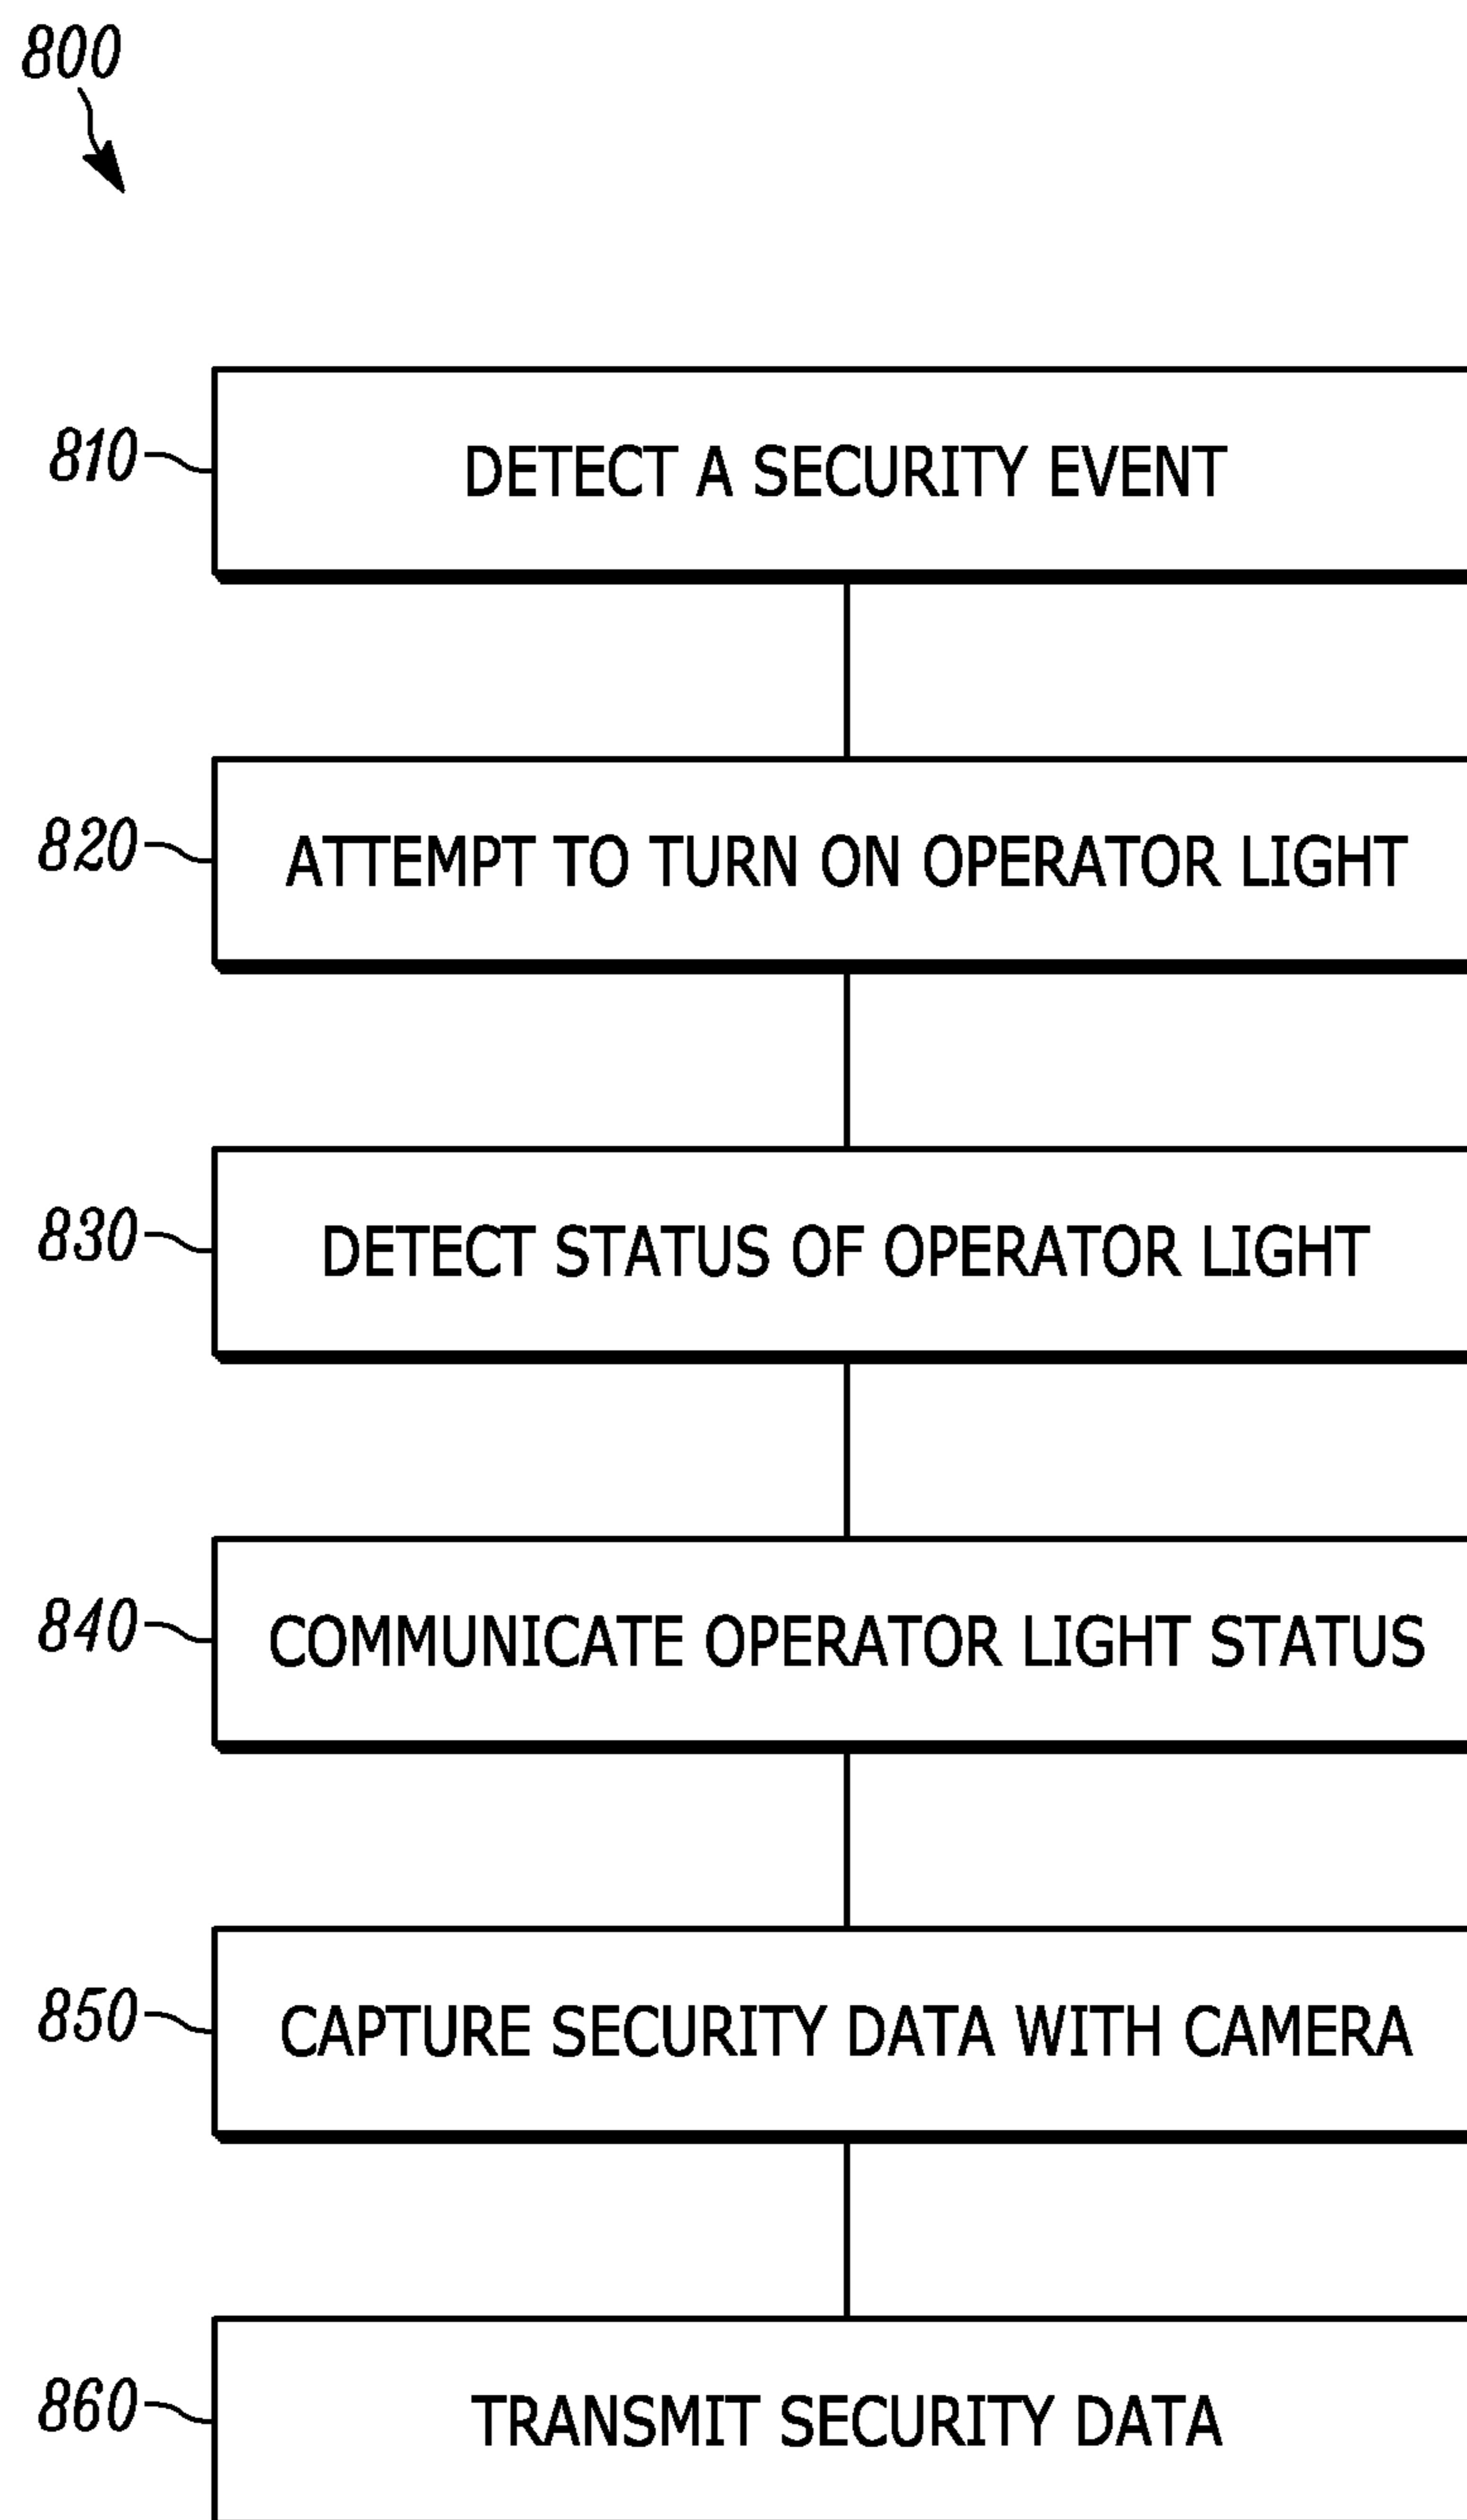 800
810 DETECT A SECURITY EVENT
820 ATTEMPT TO TURN ON OPERATOR LIGHT
830 DETECT STATUS OF OPERATOR LIGHT
840 COMMUNICATE OPERATOR LIGHT STATUS
850 CAPTURE SECURITY DATA WITH CAMERA
860 TRANSMIT SECURITY DATA